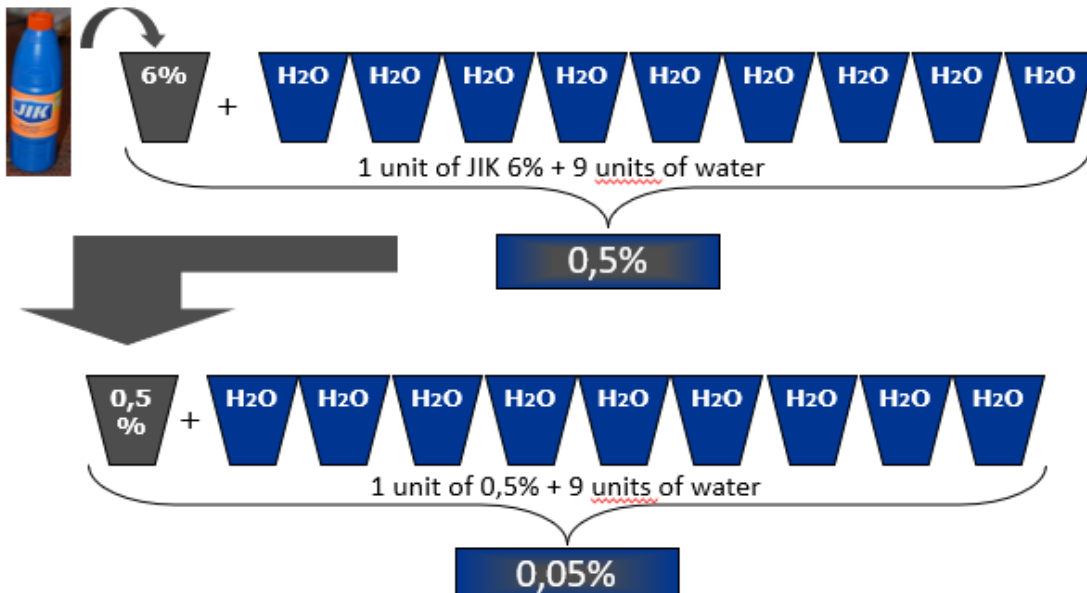 JIK
6% + H₂O H₂O H₂O H₂O H₂O H₂O H₂O H₂O H₂O
1 unit of JIK 6% + 9 units of water
0,5%
0,5
% + H₂O H₂O H₂O H₂O H₂O H₂O H₂O H₂O H₂O
1 unit of 0,5% + 9 units of water
0,05%